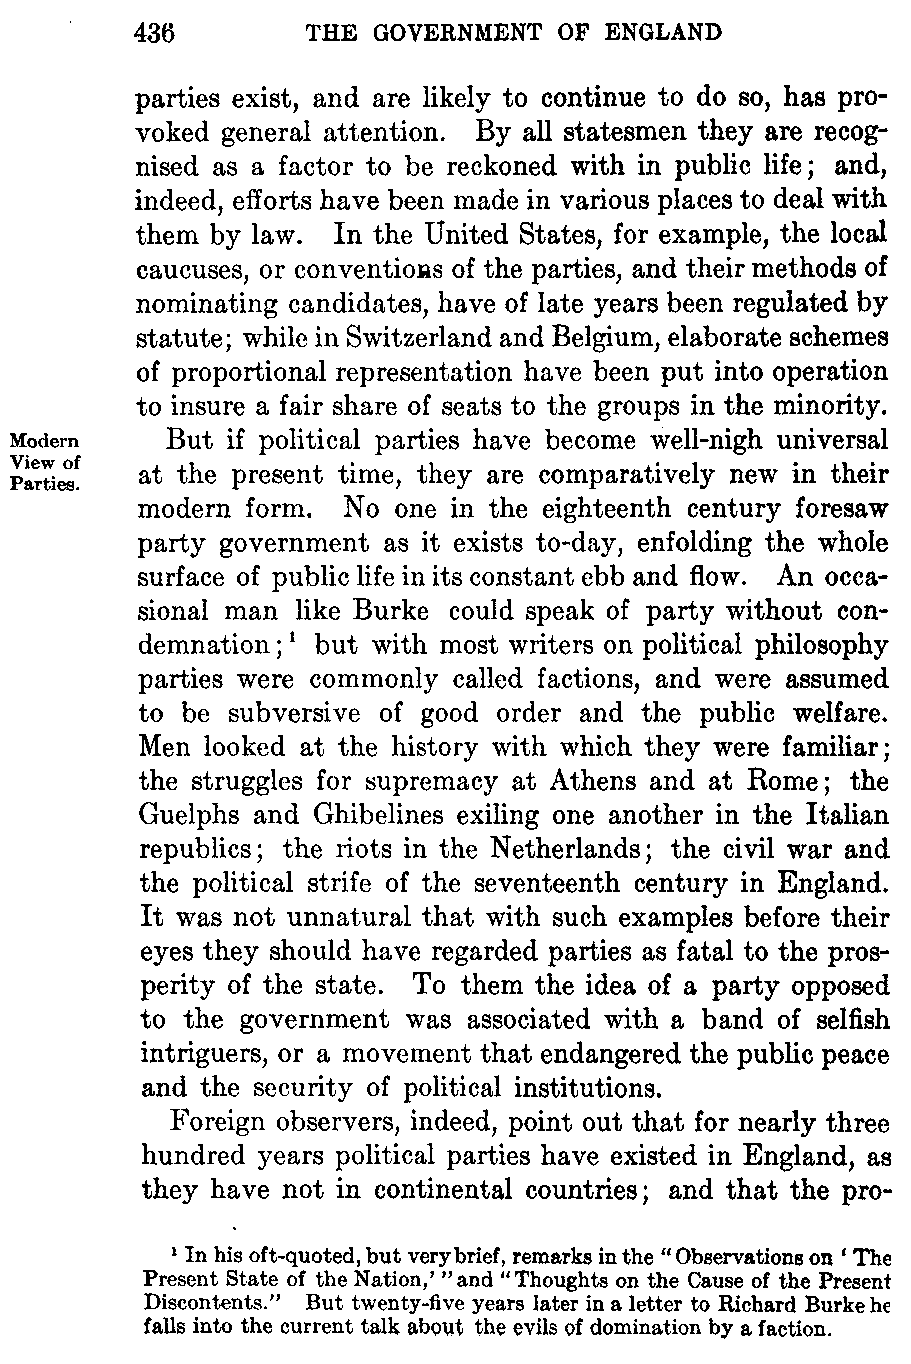 436 THE GOVERNMENT OF ENGLAND
parties exist, and are likely to continue to do so, has pro-
voked general attention. By all statesmen they are recog-
nised as a factor to be reckoned with in public life; and,
indeed, efforts have been made in various places to deal with
them by law. In the United States, for example, the local
caucuses, or conventions of the parties, and their methods of
nominating candidates, have of late years been regulated by
statute; while in Switzerland and Belgium, elaborate schemes
of proportional representation have been put into operation
to insure a fair share of seats to the groups in the minority.
Modern
View of
Parties.
But if political parties have become well-nigh universal
at the present time, they are comparatively new in their
modern form. No one in the eighteenth century foresaw
party government as it exists to-day, enfolding the whole
surface of public life in its constant ebb and flow. An occa-
sional man like Burke could speak of party without con-
demnation;¹ but with most writers on political philosophy
parties were commonly called factions, and were assumed
to be subversive of good order and the public welfare.
Men looked at the history with which they were familiar;
the struggles for supremacy at Athens and at Rome; the
Guelphs and Ghibelines exiling one another in the Italian
republics; the riots in the Netherlands; the civil war and
the political strife of the seventeenth century in England.
It was not unnatural that with such examples before their
eyes they should have regarded parties as fatal to the pros-
perity of the state. To them the idea of a party opposed
to the government was associated with a band of selfish
intriguers, or a movement that endangered the public peace
and the security of political institutions.
Foreign observers, indeed, point out that for nearly three
hundred years political parties have existed in England, as
they have not in continental countries; and that the pro-
¹ In his oft-quoted, but very brief, remarks in the "Observations on ' The
Present State of the Nation,' " and "Thoughts on the Cause of the Present
Discontents." But twenty-five years later in a letter to Richard Burke he
falls into the current talk about the evils of domination by a faction.